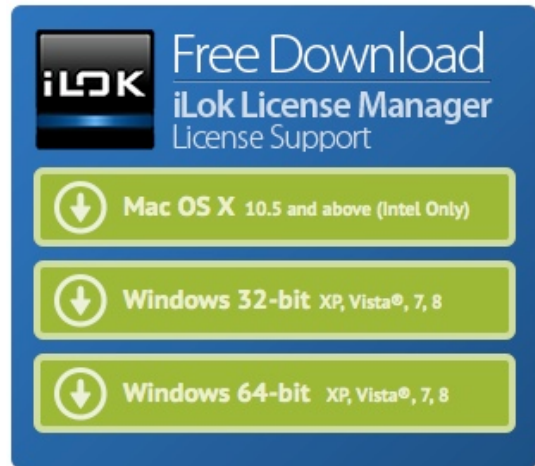 iLOK
Free Download
iLok License Manager
License Support
Mac OS X 10.5 and above (Intel Only)
Windows 32-bit XP, Vista®, 7, 8
Windows 64-bit XP, Vista®, 7, 8